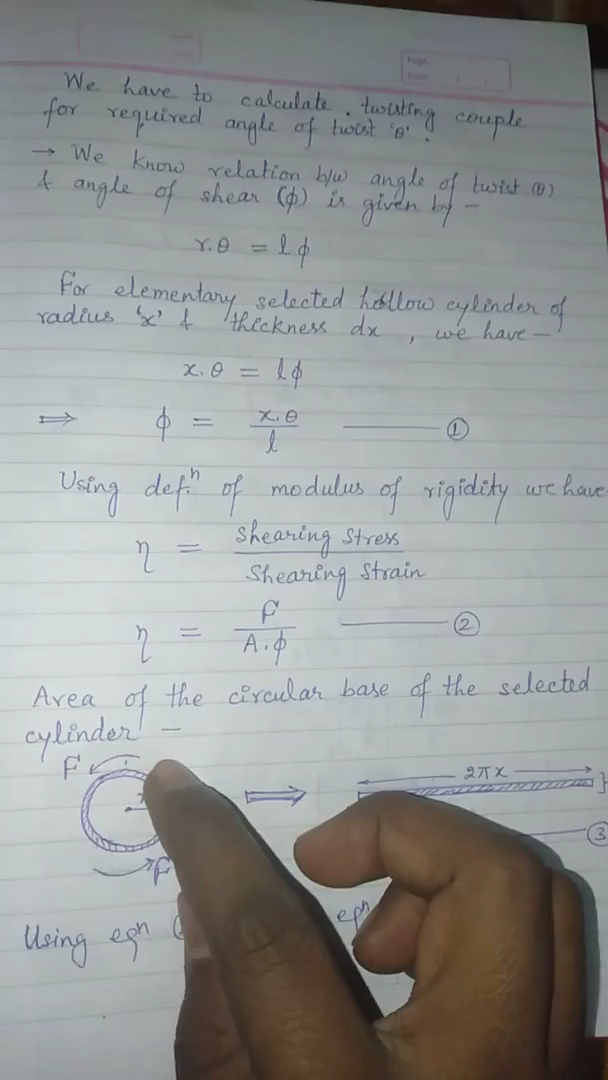 We have to calculate twisting couple
for required angle of twist 'θ'.
→ We know relation b/w angle of twist (θ)
& angle of shear (ϕ) is given by -
r.θ = lϕ
For elementary selected hollow cylinder of
radius 'x' & thickness dx, we have -
x.θ = lϕ
⟹ ϕ = x.θ / l ——— ①
Using defⁿ. of modulus of rigidity we have
η = Shearing Stress / Shearing Strain
η = F / A.ϕ ——— ②
Area of the circular base of the selected
cylinder -
F
⟹ 2πx
F
③
Using eqⁿ eqⁿ